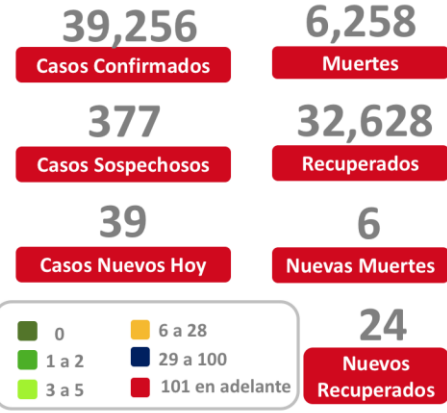 39,256
Casos Confirmados
6,258
Muertes
377
Casos Sospechosos
32,628
Recuperados
39
Casos Nuevos Hoy
6
Nuevas Muertes
0
1 a 2
3 a 5
6 a 28
29 a 100
101 en adelante
24
Nuevos
Recuperados